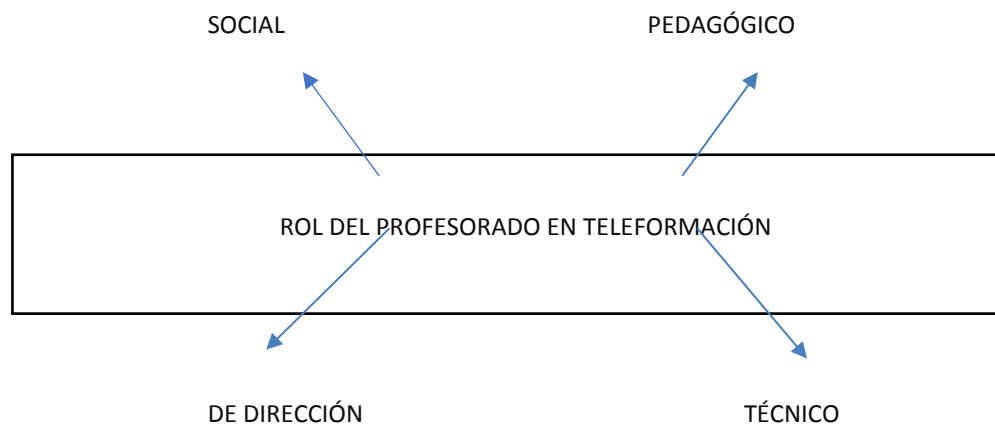 SOCIAL PEDAGÓGICO
ROL DEL PROFESORADO EN TELEFORMACIÓN
DE DIRECCIÓN TÉCNICO